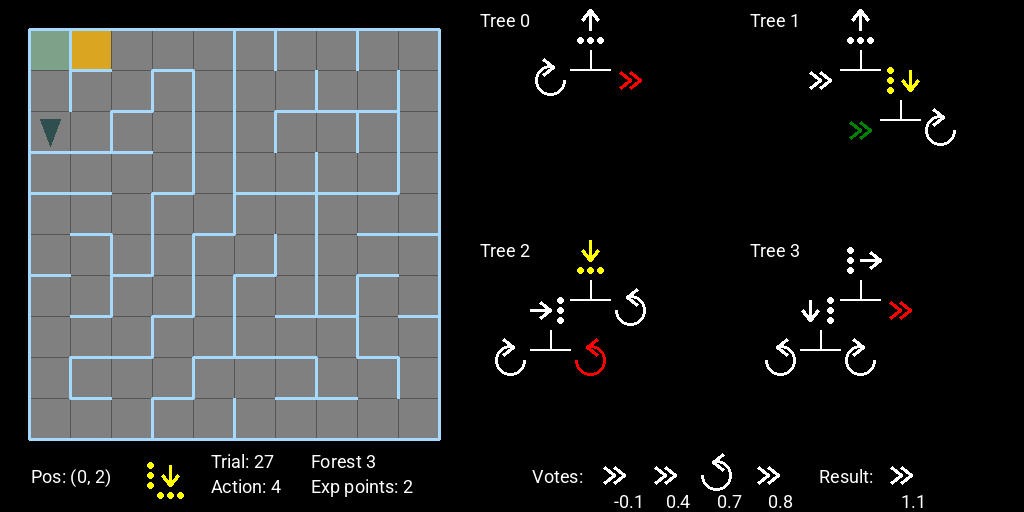 Tree 0
Tree 1
Tree 2
Tree 3
Pos: (0, 2)
Trial: 27
Forest 3
Action: 4
Exp points: 2
Votes:
Result:
-0.1 0.4 0.7 0.8 1.1